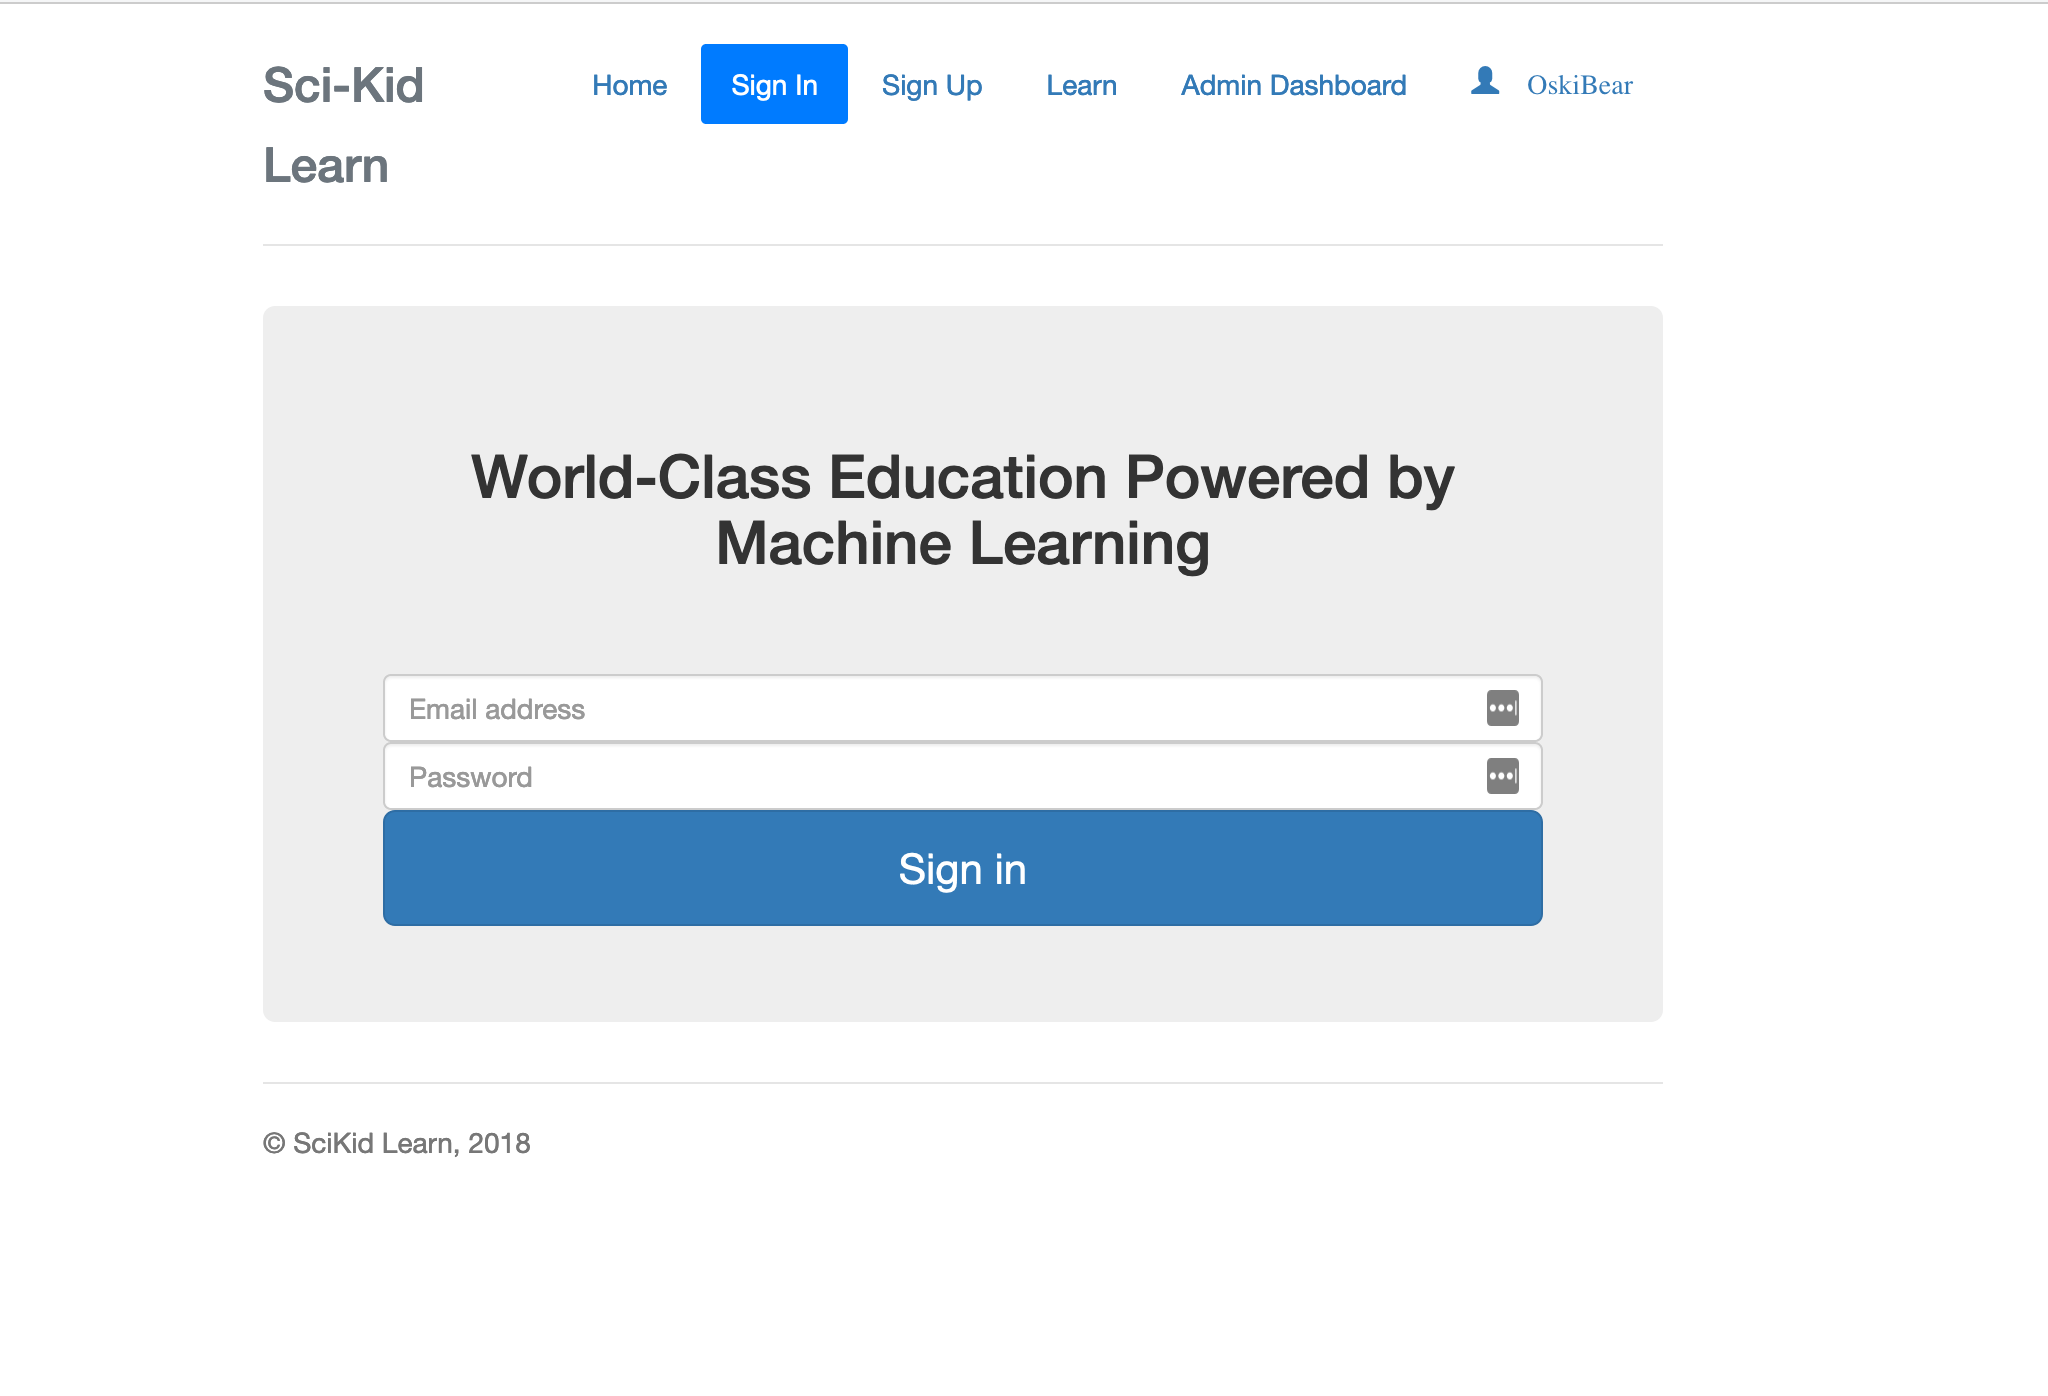 Sci-Kid
Learn
Home Sign In Sign Up Learn Admin Dashboard OskiBear
World-Class Education Powered by
Machine Learning
Email address
Password
Sign in
© SciKid Learn, 2018